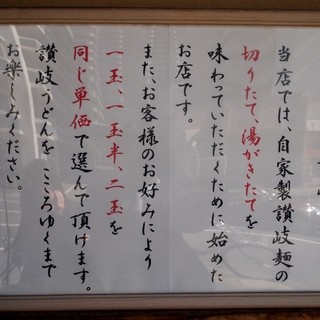 当店では、自家製讃岐麺の
切りたて、湯がきたてを
味わっていただくために始めた
お店です。
また、お客様のお好みにより
一玉、一玉半、二玉を
同じ単価で選んで頂けます。
讃岐うどんを こころゆくまで
お楽しみください。